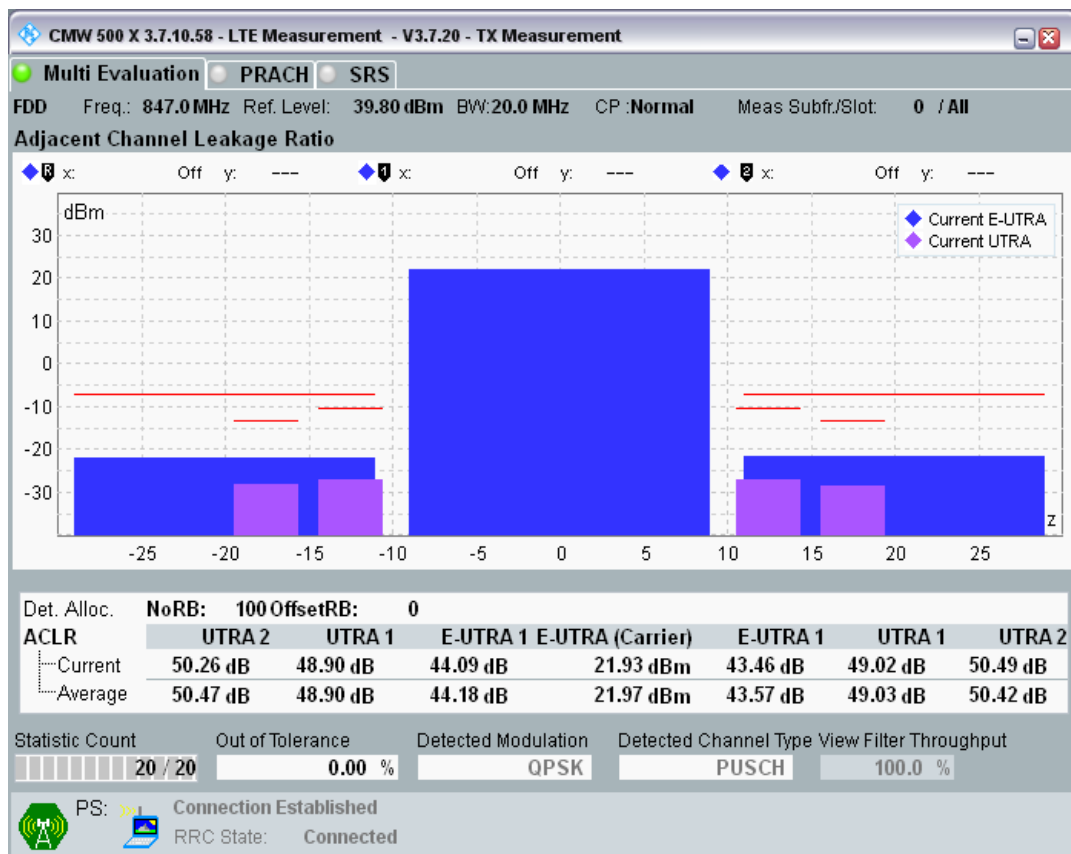 CMW 500 X 3.7.10.58 - LTE Measurement - V3.7.20 - TX Measurement
Multi Evaluation PRACH SRS
FDD Freq.: 847.0 MHz Ref. Level: 39.80 dBm BW:20.0 MHz CP :Normal Meas Subfr./Slot: 0 / All
Adjacent Channel Leakage Ratio
R x: Off y: --- 1 x: Off y: --- 2 x: Off y: ---
dBm
Current E-UTRA
Current UTRA
30
20
10
0
-10
-20
-30
z
-25 -20 -15 -10 -5 0 5 10 15 20 25
Det. Alloc. NoRB: 100 OffsetRB: 0
ACLR UTRA 2 UTRA 1 E-UTRA 1 E-UTRA (Carrier) E-UTRA 1 UTRA 1 UTRA 2
Current 50.26 dB 48.90 dB 44.09 dB 21.93 dBm 43.46 dB 49.02 dB 50.49 dB
Average 50.47 dB 48.90 dB 44.18 dB 21.97 dBm 43.57 dB 49.03 dB 50.42 dB
Statistic Count Out of Tolerance Detected Modulation Detected Channel Type View Filter Throughput
20 / 20 0.00 % QPSK PUSCH 100.0 %
PS: Connection Established
RRC State: Connected